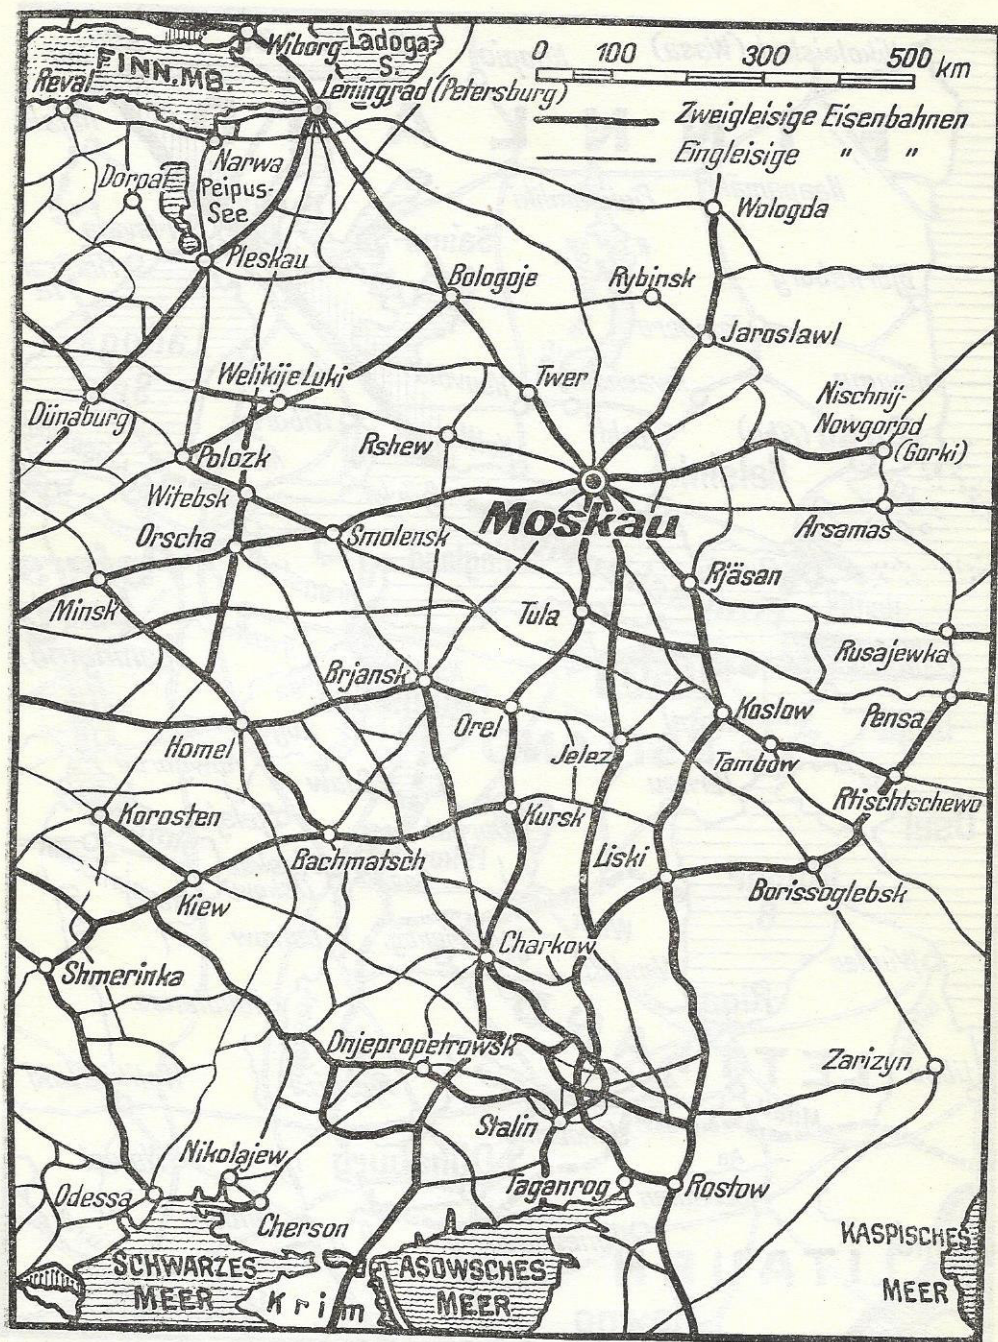 Wiborg
Ladoga-
S.
FINN.MB.
Reval
Leningrad (Petersburg)
0 100 300 500 km
Zweigleisige Eisenbahnen
Eingleisige " "
Narwa
Dorpat
Peipus-
See
Wologda
Pleskau
Bologoje
Rybinsk
Jaroslawl
Welikije Luki
Twer
Nischnij-
Nowgorod
(Gorki)
Dünaburg
Rshew
Polozk
Witebsk
Moskau
Orscha
Smolensk
Arsamas
Minsk
Rjäsan
Tula
Rusajewka
Brjansk
Homel
Orel
Koslow
Pensa
Jelez
Tambow
Rtischtschewo
Korosten
Kursk
Bachmatsch
Liski
Kiew
Borissoglebsk
Charkow
Shmerinka
Dnjepropetrowsk
Zarizyn
Stalin
Nikolajew
Odessa
Cherson
Taganrog
Rostow
KASPISCHES
MEER
SCHWARZES
MEER
Krim
ASOWSCHES
MEER